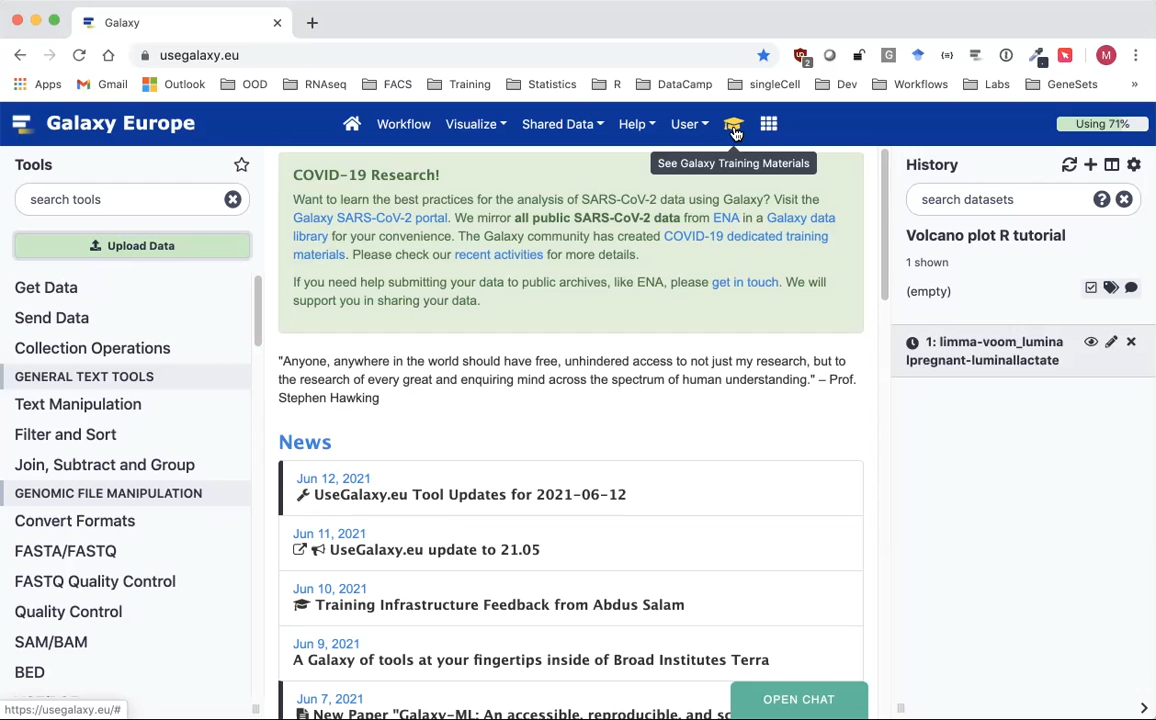 Galaxy
usegalaxy.eu
2
M
Apps Gmail Outlook OOD RNAseq FACS Training Statistics R DataCamp singleCell Dev Workflows Labs GeneSets »
Galaxy Europe
Workflow Visualize Shared Data Help User
Using 71%
See Galaxy Training Materials
Tools
search tools
Upload Data
Get Data
Send Data
Collection Operations
GENERAL TEXT TOOLS
Text Manipulation
Filter and Sort
Join, Subtract and Group
GENOMIC FILE MANIPULATION
Convert Formats
FASTA/FASTQ
FASTQ Quality Control
Quality Control
SAM/BAM
BED
https://usegalaxy.eu/#
COVID-19 Research!
Want to learn the best practices for the analysis of SARS-CoV-2 data using Galaxy? Visit the
Galaxy SARS-CoV-2 portal. We mirror all public SARS-CoV-2 data from ENA in a Galaxy data
library for your convenience. The Galaxy community has created COVID-19 dedicated training
materials. Please check our recent activities for more details.
If you need help submitting your data to public archives, like ENA, please get in touch. We will
support you in sharing your data.
"Anyone, anywhere in the world should have free, unhindered access to not just my research, but to
the research of every great and enquiring mind across the spectrum of human understanding." – Prof.
Stephen Hawking
News
Jun 12, 2021
UseGalaxy.eu Tool Updates for 2021-06-12
Jun 11, 2021
UseGalaxy.eu update to 21.05
Jun 10, 2021
Training Infrastructure Feedback from Abdus Salam
Jun 9, 2021
A Galaxy of tools at your fingertips inside of Broad Institutes Terra
Jun 7, 2021
New Paper "Galaxy-ML: An accessible, reproducible, and
OPEN CHAT
History
search datasets
Volcano plot R tutorial
1 shown
(empty)
1: limma-voom_lumina
lpregnant-luminallactate